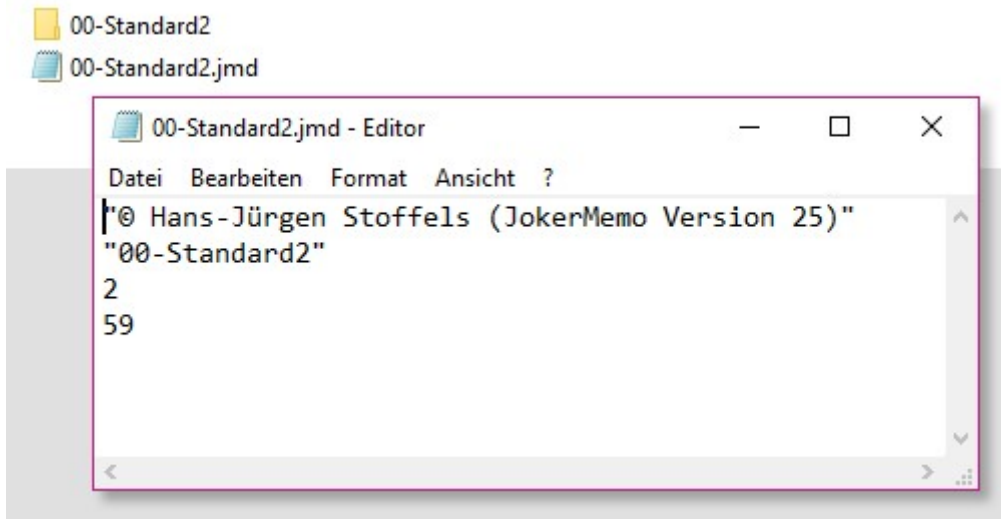 00-Standard2
00-Standard2.jmd
00-Standard2.jmd - Editor
Datei Bearbeiten Format Ansicht ?
"© Hans-Jürgen Stoffels (JokerMemo Version 25)"
"00-Standard2"
2
59